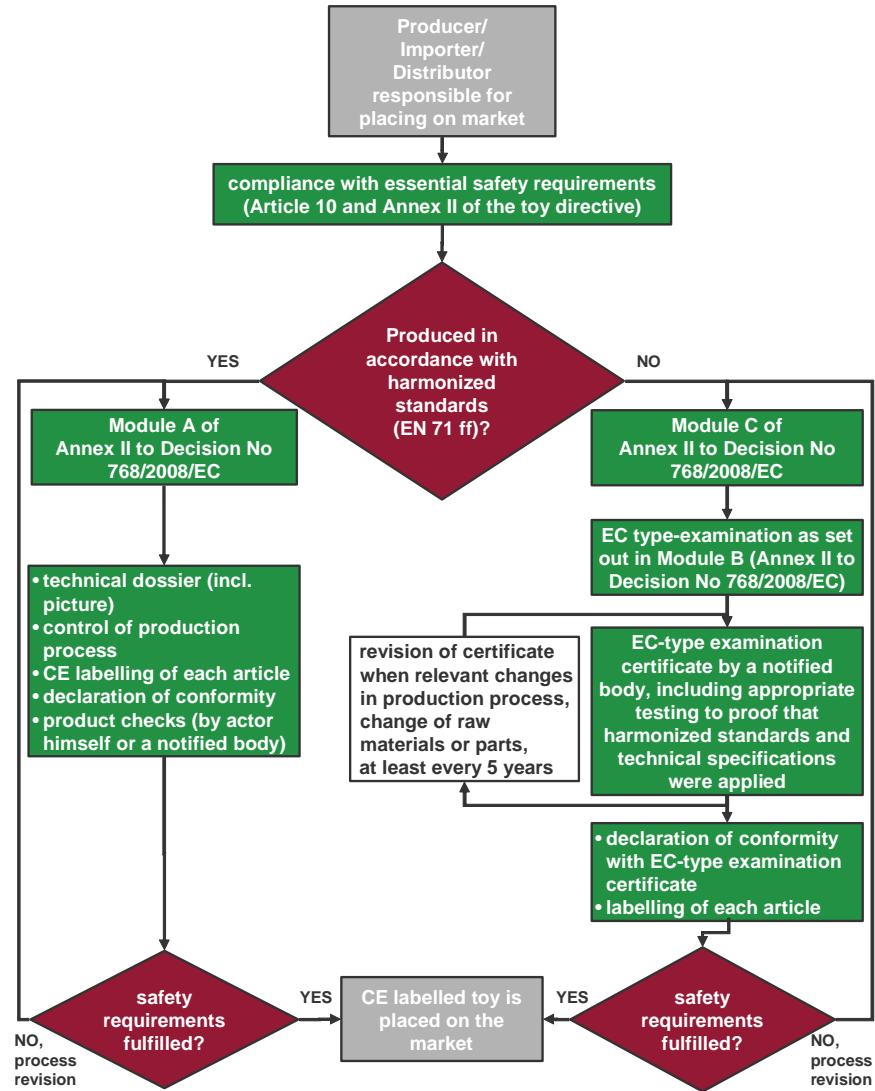 Producer/
Importer/
Distributor
responsible for
placing on market
compliance with essential safety requirements
(Article 10 and Annex II of the toy directive)
Produced in
accordance with
harmonized
standards
(EN 71 ff)?
YES
NO
Module A of
Annex II to Decision No
768/2008/EC
Module C of
Annex II to Decision No
768/2008/EC
EC type-examination as set
out in Module B (Annex II to
Decision No 768/2008/EC)
• technical dossier (incl.
picture)
• control of production
process
• CE labelling of each article
• declaration of conformity
• product checks (by actor
himself or a notified body)
revision of certificate
when relevant changes
in production process,
change of raw
materials or parts,
at least every 5 years
EC-type examination
certificate by a notified
body, including appropriate
testing to proof that
harmonized standards and
technical specifications
were applied
• declaration of conformity
with EC-type examination
certificate
• labelling of each article
safety
requirements
fulfilled?
YES
NO,
process
revision
CE labelled toy is
placed on the
market
YES
safety
requirements
fulfilled?
NO,
process
revision